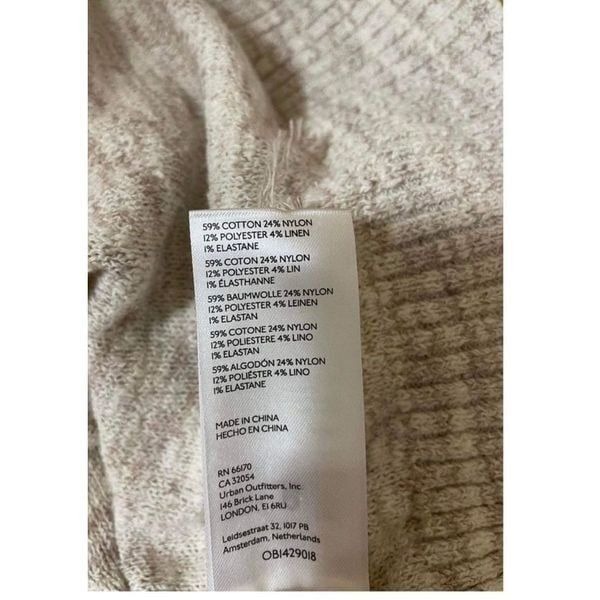 59% COTTON 24% NYLON
12% POLYESTER 4% LINEN
1% ELASTANE
59% COTON 24% NYLON
12% POLYESTER 4% LIN
1% ÉLASTHANNE
59% BAUMWOLLE 24% NYLON
12% POLYESTER 4% LEINEN
1% ELASTAN
59% COTONE 24% NYLON
12% POLIESTERE 4% LINO
1% ELASTAN
59% ALGODÓN 24% NYLON
12% POLIÉSTER 4% LINO
1% ELASTANE
MADE IN CHINA
HECHO EN CHINA
RN 66170
CA 32054
Urban Outfitters, Inc.
146 Brick Lane
LONDON, E1 6RU
Leidsestraat 32, 1017 PB
Amsterdam, Netherlands
OB1429018